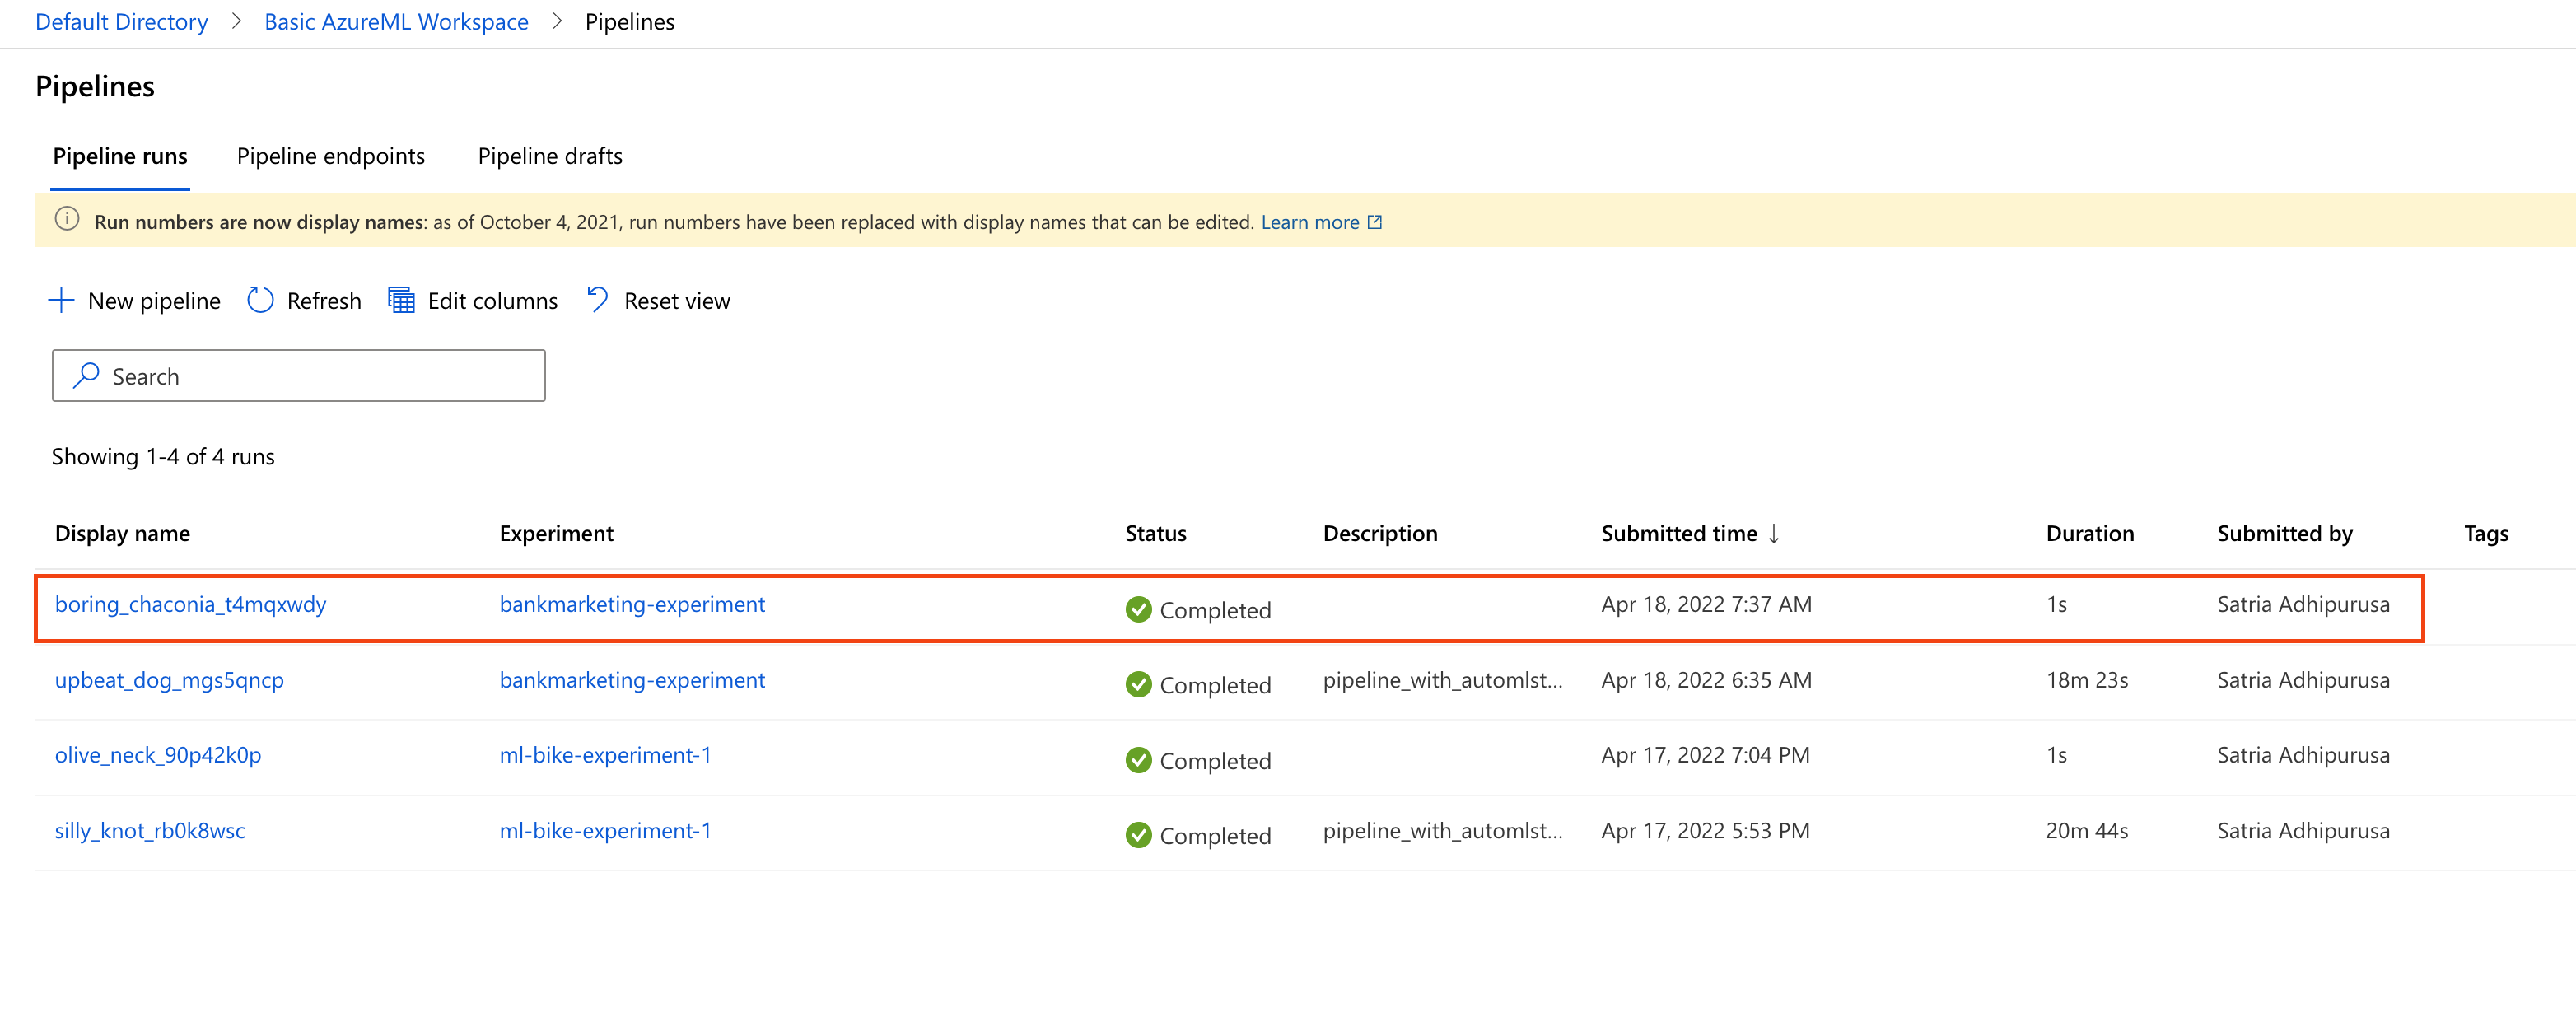 Default Directory > Basic AzureML Workspace > Pipelines
Pipelines
Pipeline runs Pipeline endpoints Pipeline drafts
Run numbers are now display names: as of October 4, 2021, run numbers have been replaced with display names that can be edited. Learn more
New pipeline Refresh Edit columns Reset view
Search
Showing 1-4 of 4 runs
Display name Experiment Status Description Submitted time ↓ Duration Submitted by Tags
boring_chaconia_t4mqxwdy bankmarketing-experiment Completed Apr 18, 2022 7:37 AM 1s Satria Adhipurusa
upbeat_dog_mgs5qncp bankmarketing-experiment Completed pipeline_with_automlst... Apr 18, 2022 6:35 AM 18m 23s Satria Adhipurusa
olive_neck_90p42k0p ml-bike-experiment-1 Completed Apr 17, 2022 7:04 PM 1s Satria Adhipurusa
silly_knot_rb0k8wsc ml-bike-experiment-1 Completed pipeline_with_automlst... Apr 17, 2022 5:53 PM 20m 44s Satria Adhipurusa